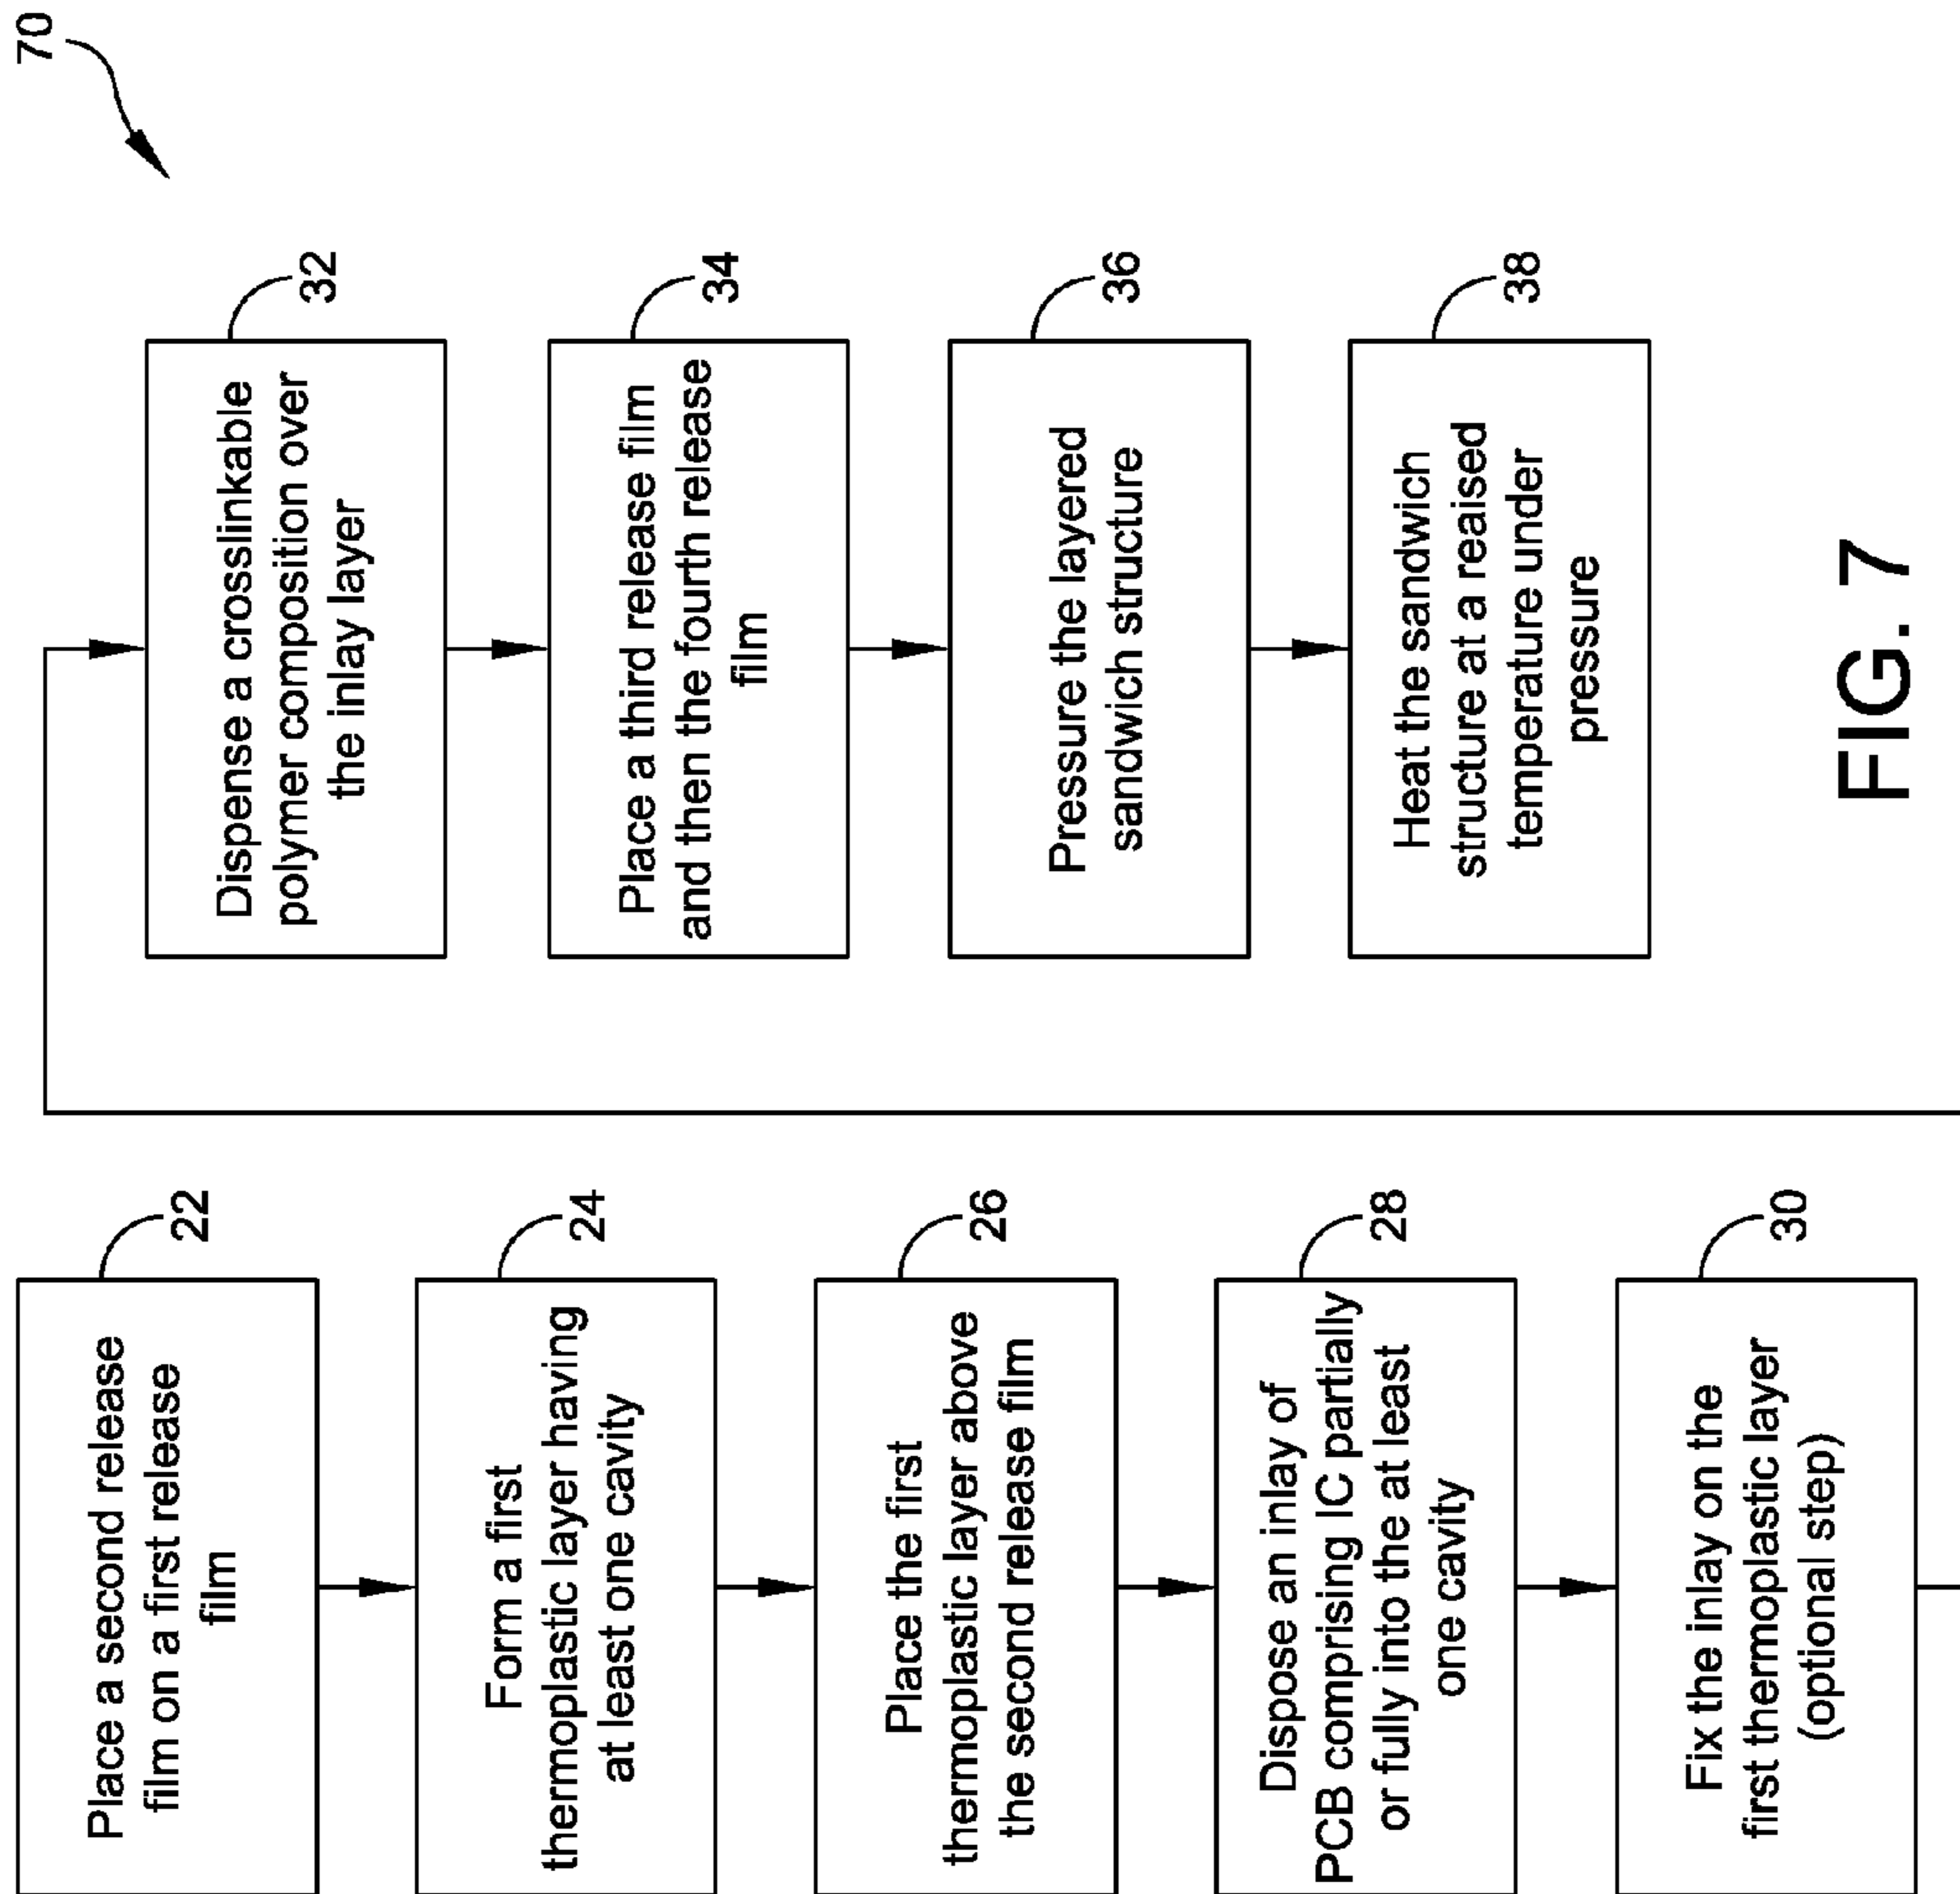 70
Place a second release
film on a first release
film
22
Form a first
thermoplastic layer having
at least one cavity
24
Place the first
thermoplastic layer above
the second release film
26
Dispose an inlay of
PCB comprising IC partially
or fully into the at least
one cavity
28
Fix the inlay on the
first thermoplastic layer
(optional step)
30
Dispense a crosslinkable
polymer composition over
the inlay layer
32
Place a third release film
and then the fourth release
film
34
Pressure the layered
sandwich structure
36
Heat the sandwich
structure at a reaised
temperature under
pressure
38
FIG. 7